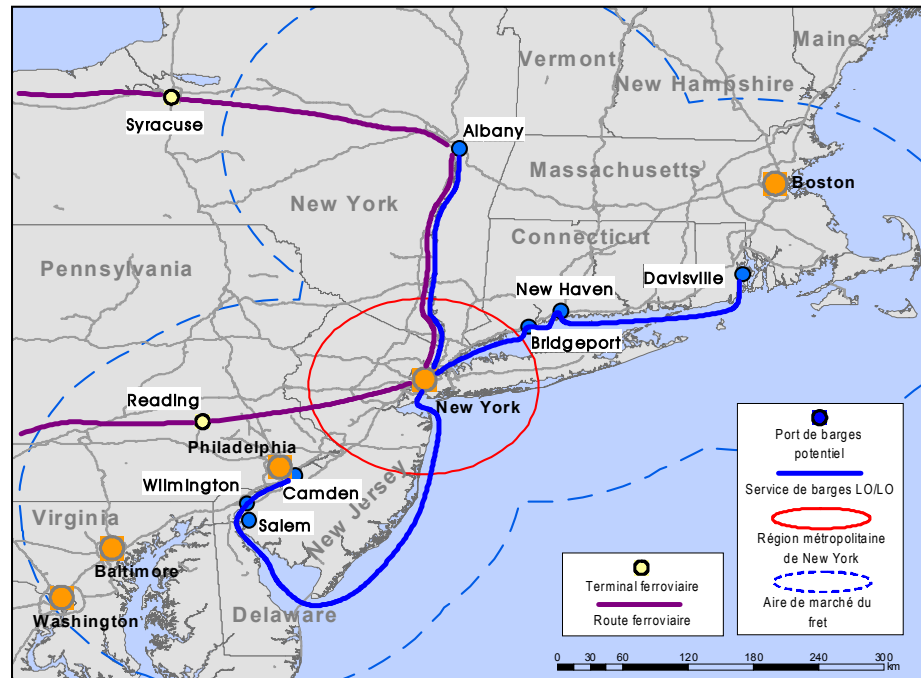 Maine
Vermont
New Hampshire
Syracuse
Albany
Massachusetts
Boston
New York
Connecticut
Pennsylvania
Davisville
New Haven
Bridgeport
Reading
New York
Philadelphia
Wilmington
Camden
Salem
New Jersey
Virginia
Baltimore
Washington
Delaware
Port de barges
potentiel
Service de barges LO/LO
Région métropolitaine
de New York
Aire de marché du
fret
Terminal ferroviaire
Route ferroviaire
0 30 60 120 180 240 300
km